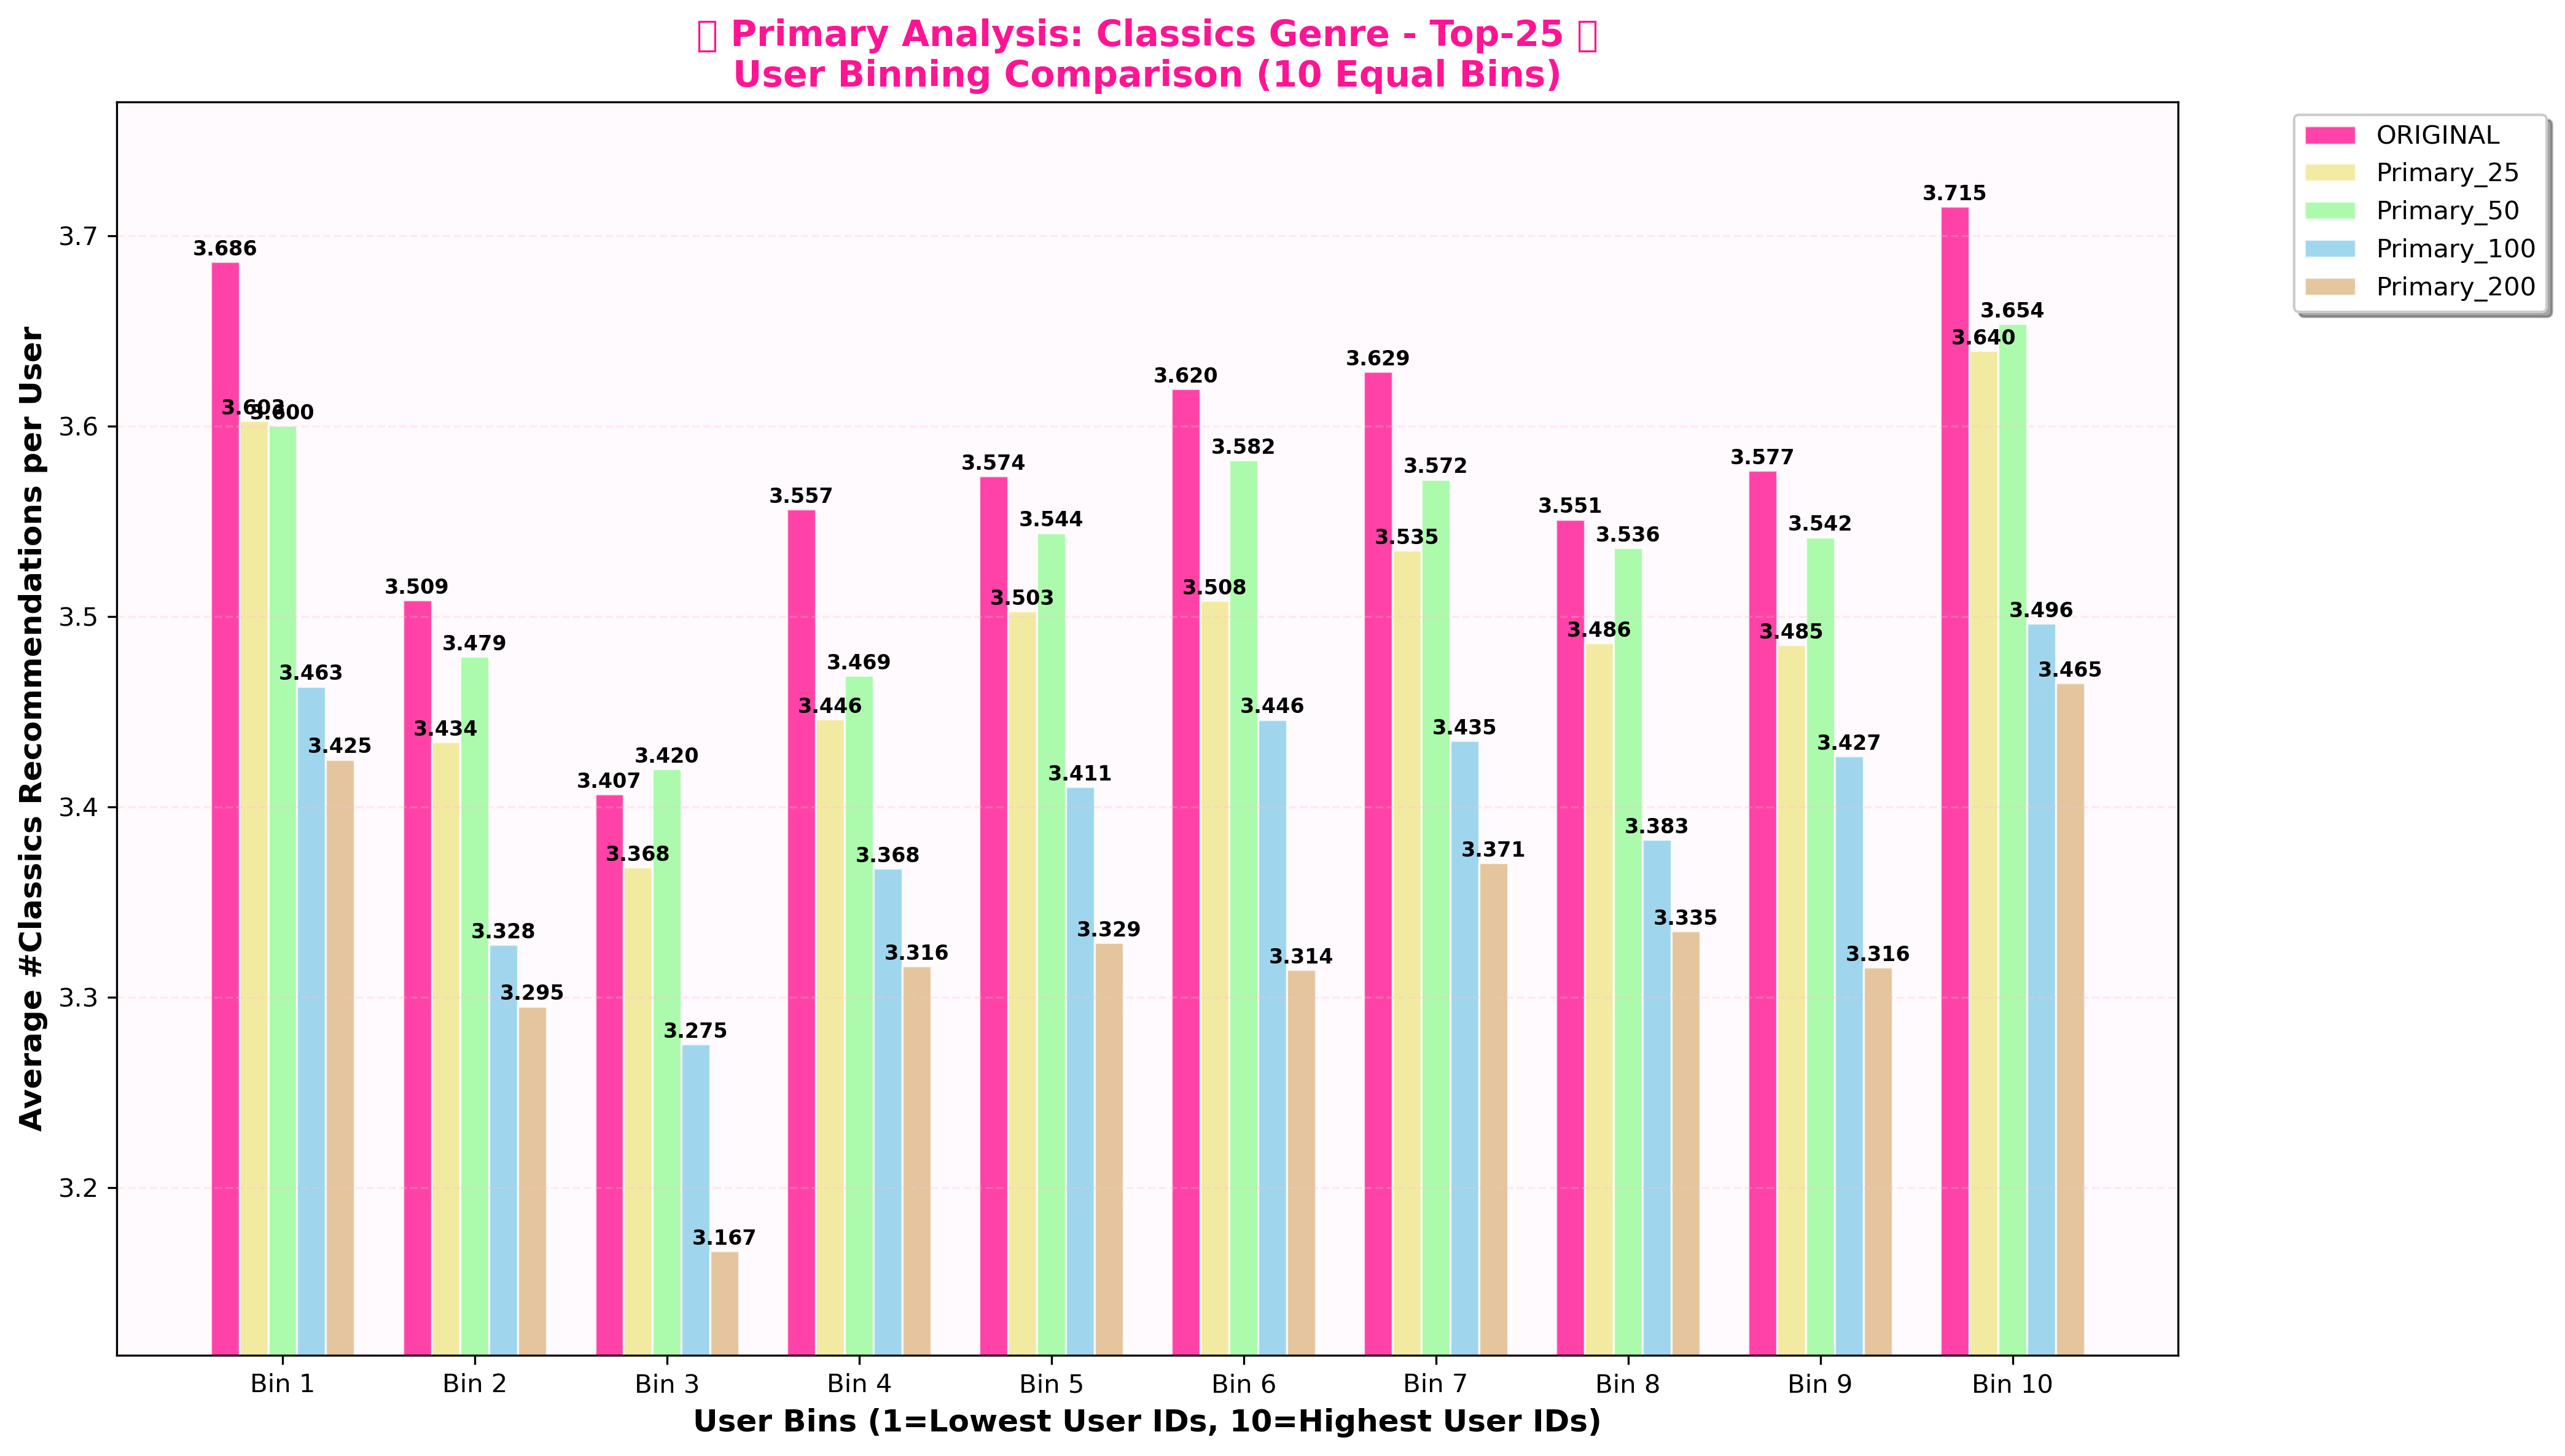 Primary Analysis: Classics Genre - Top-25
User Binning Comparison (10 Equal Bins)
ORIGINAL
Primary_25
Primary_50
Primary_100
Primary_200
Average #Classics Recommendations per User
3.7
3.6
3.5
3.4
3.3
3.2
3.686
3.603
3.600
3.463
3.425
3.509
3.434
3.479
3.328
3.295
3.407
3.368
3.420
3.275
3.167
3.557
3.446
3.469
3.368
3.316
3.574
3.503
3.544
3.411
3.329
3.620
3.508
3.582
3.446
3.314
3.629
3.535
3.572
3.435
3.371
3.551
3.486
3.536
3.383
3.335
3.577
3.485
3.542
3.427
3.316
3.715
3.640
3.654
3.496
3.465
Bin 1
Bin 2
Bin 3
Bin 4
Bin 5
Bin 6
Bin 7
Bin 8
Bin 9
Bin 10
User Bins (1=Lowest User IDs, 10=Highest User IDs)